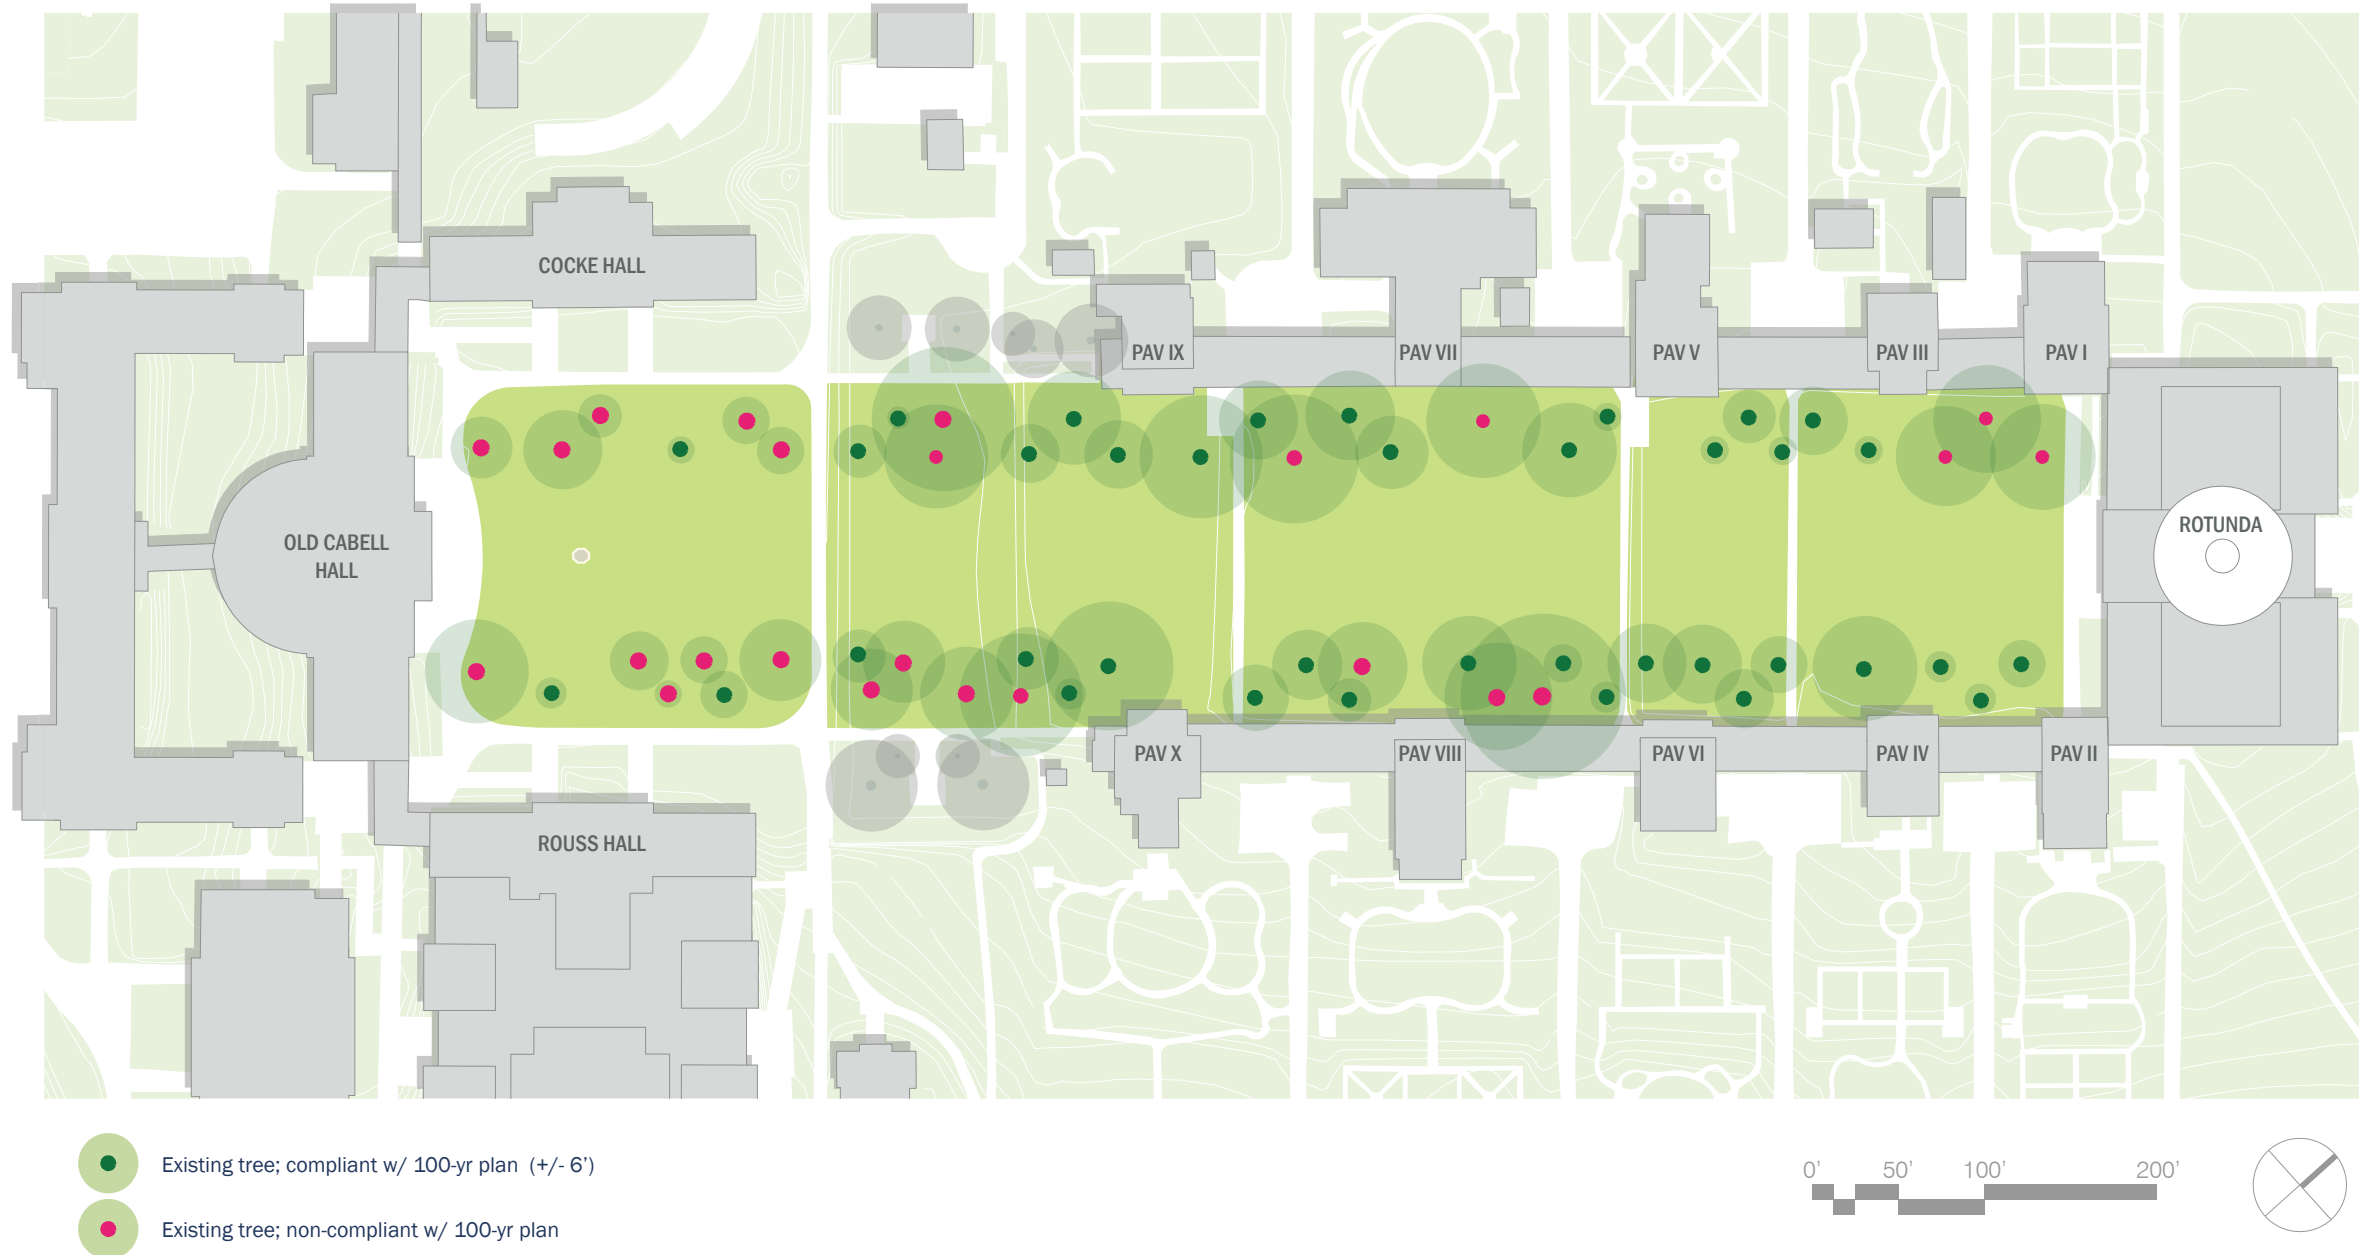 COCKE HALL
PAV IX
PAV VII
PAV V
PAV III
PAV I
OLD CABELL
HALL
ROTUNDA
PAV X
PAV VIII
PAV VI
PAV IV
PAV II
ROUSS HALL
Existing tree; compliant w/ 100-yr plan (+/- 6’)
Existing tree; non-compliant w/ 100-yr plan
0’ 50’ 100’ 200’